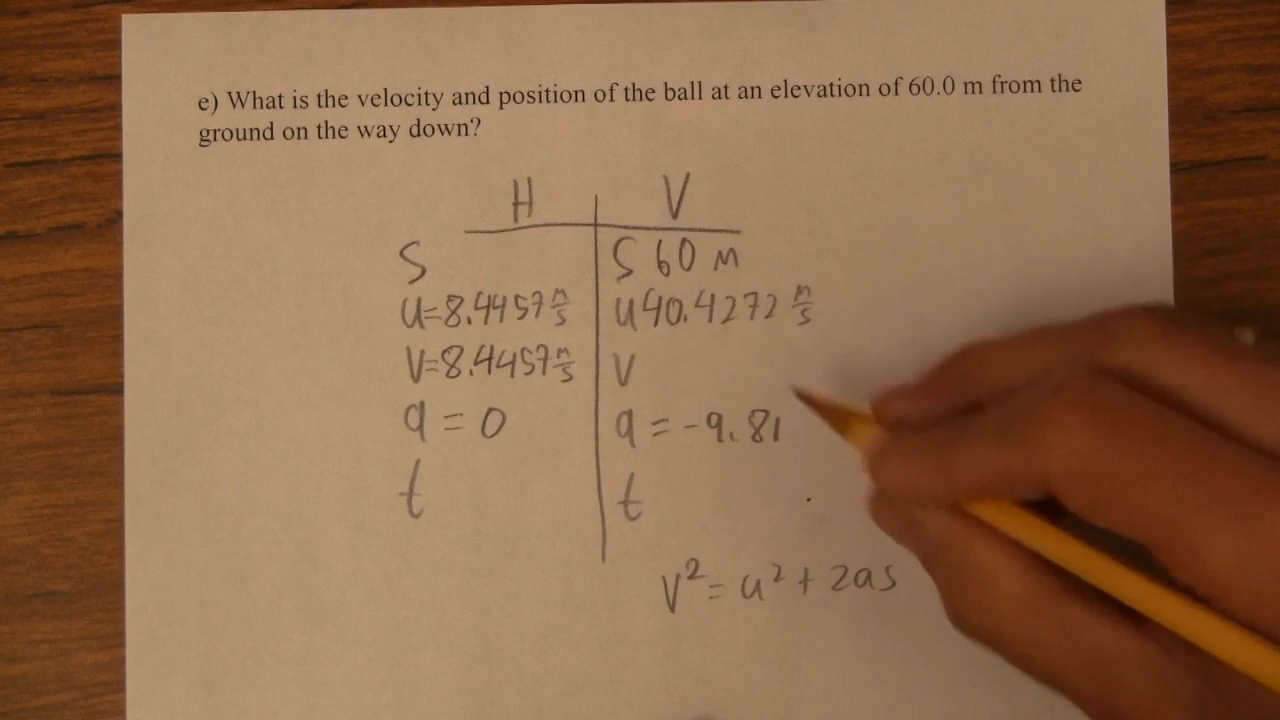 e) What is the velocity and position of the ball at an elevation of 60.0 m from the
ground on the way down?
H V
S S 60 m
u=8.4457 m/s u 40.4272 m/s
V=8.4457 m/s V
a = 0 a = -9.81
t t
V² = u² + 2as